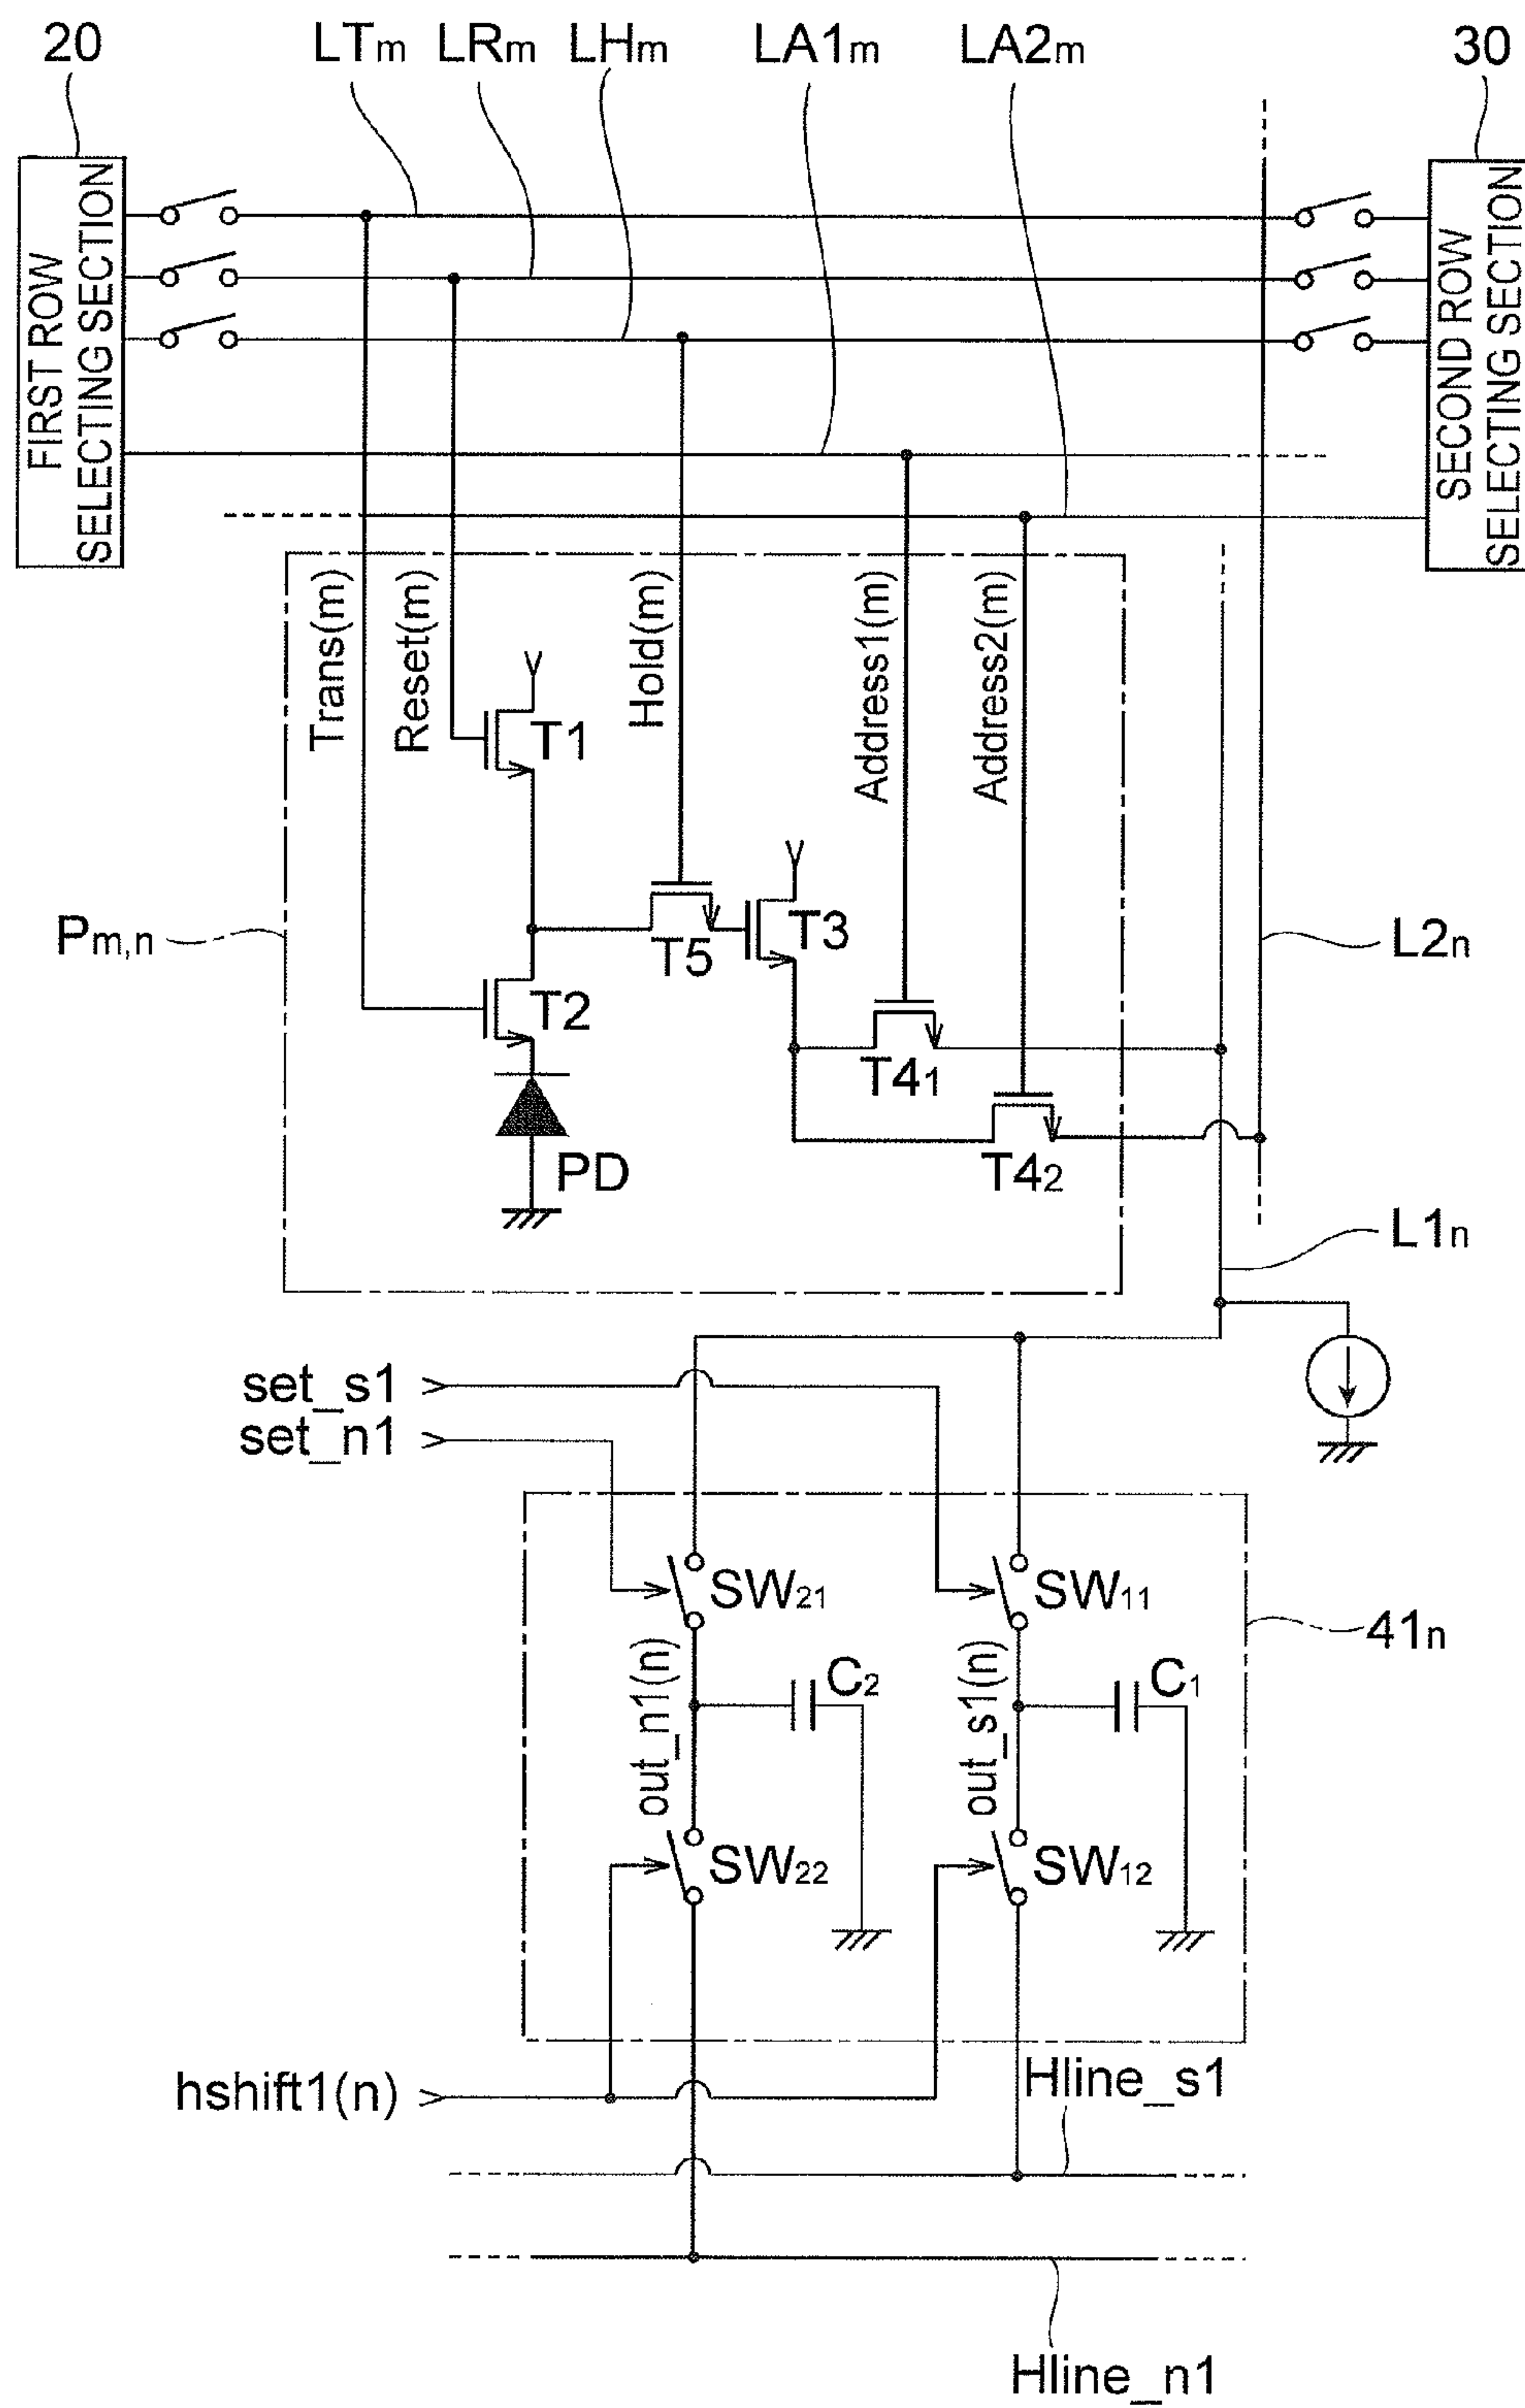 20
LTm
LRm
LHm
LA1m
LA2m
30
FIRST ROW
SELECTING SECTION
SECOND ROW
SELECTING SECTION
Trans(m)
Reset(m)
Hold(m)
Address1(m)
Address2(m)
V
T1
V
Pm,n
T5
T3
L2n
T2
T41
PD
T42
L1n
set_s1
set_n1
SW21
SW11
41n
out_n1(n)
C2
out_s1(n)
C1
SW22
SW12
hshift1(n)
Hline_s1
Hline_n1